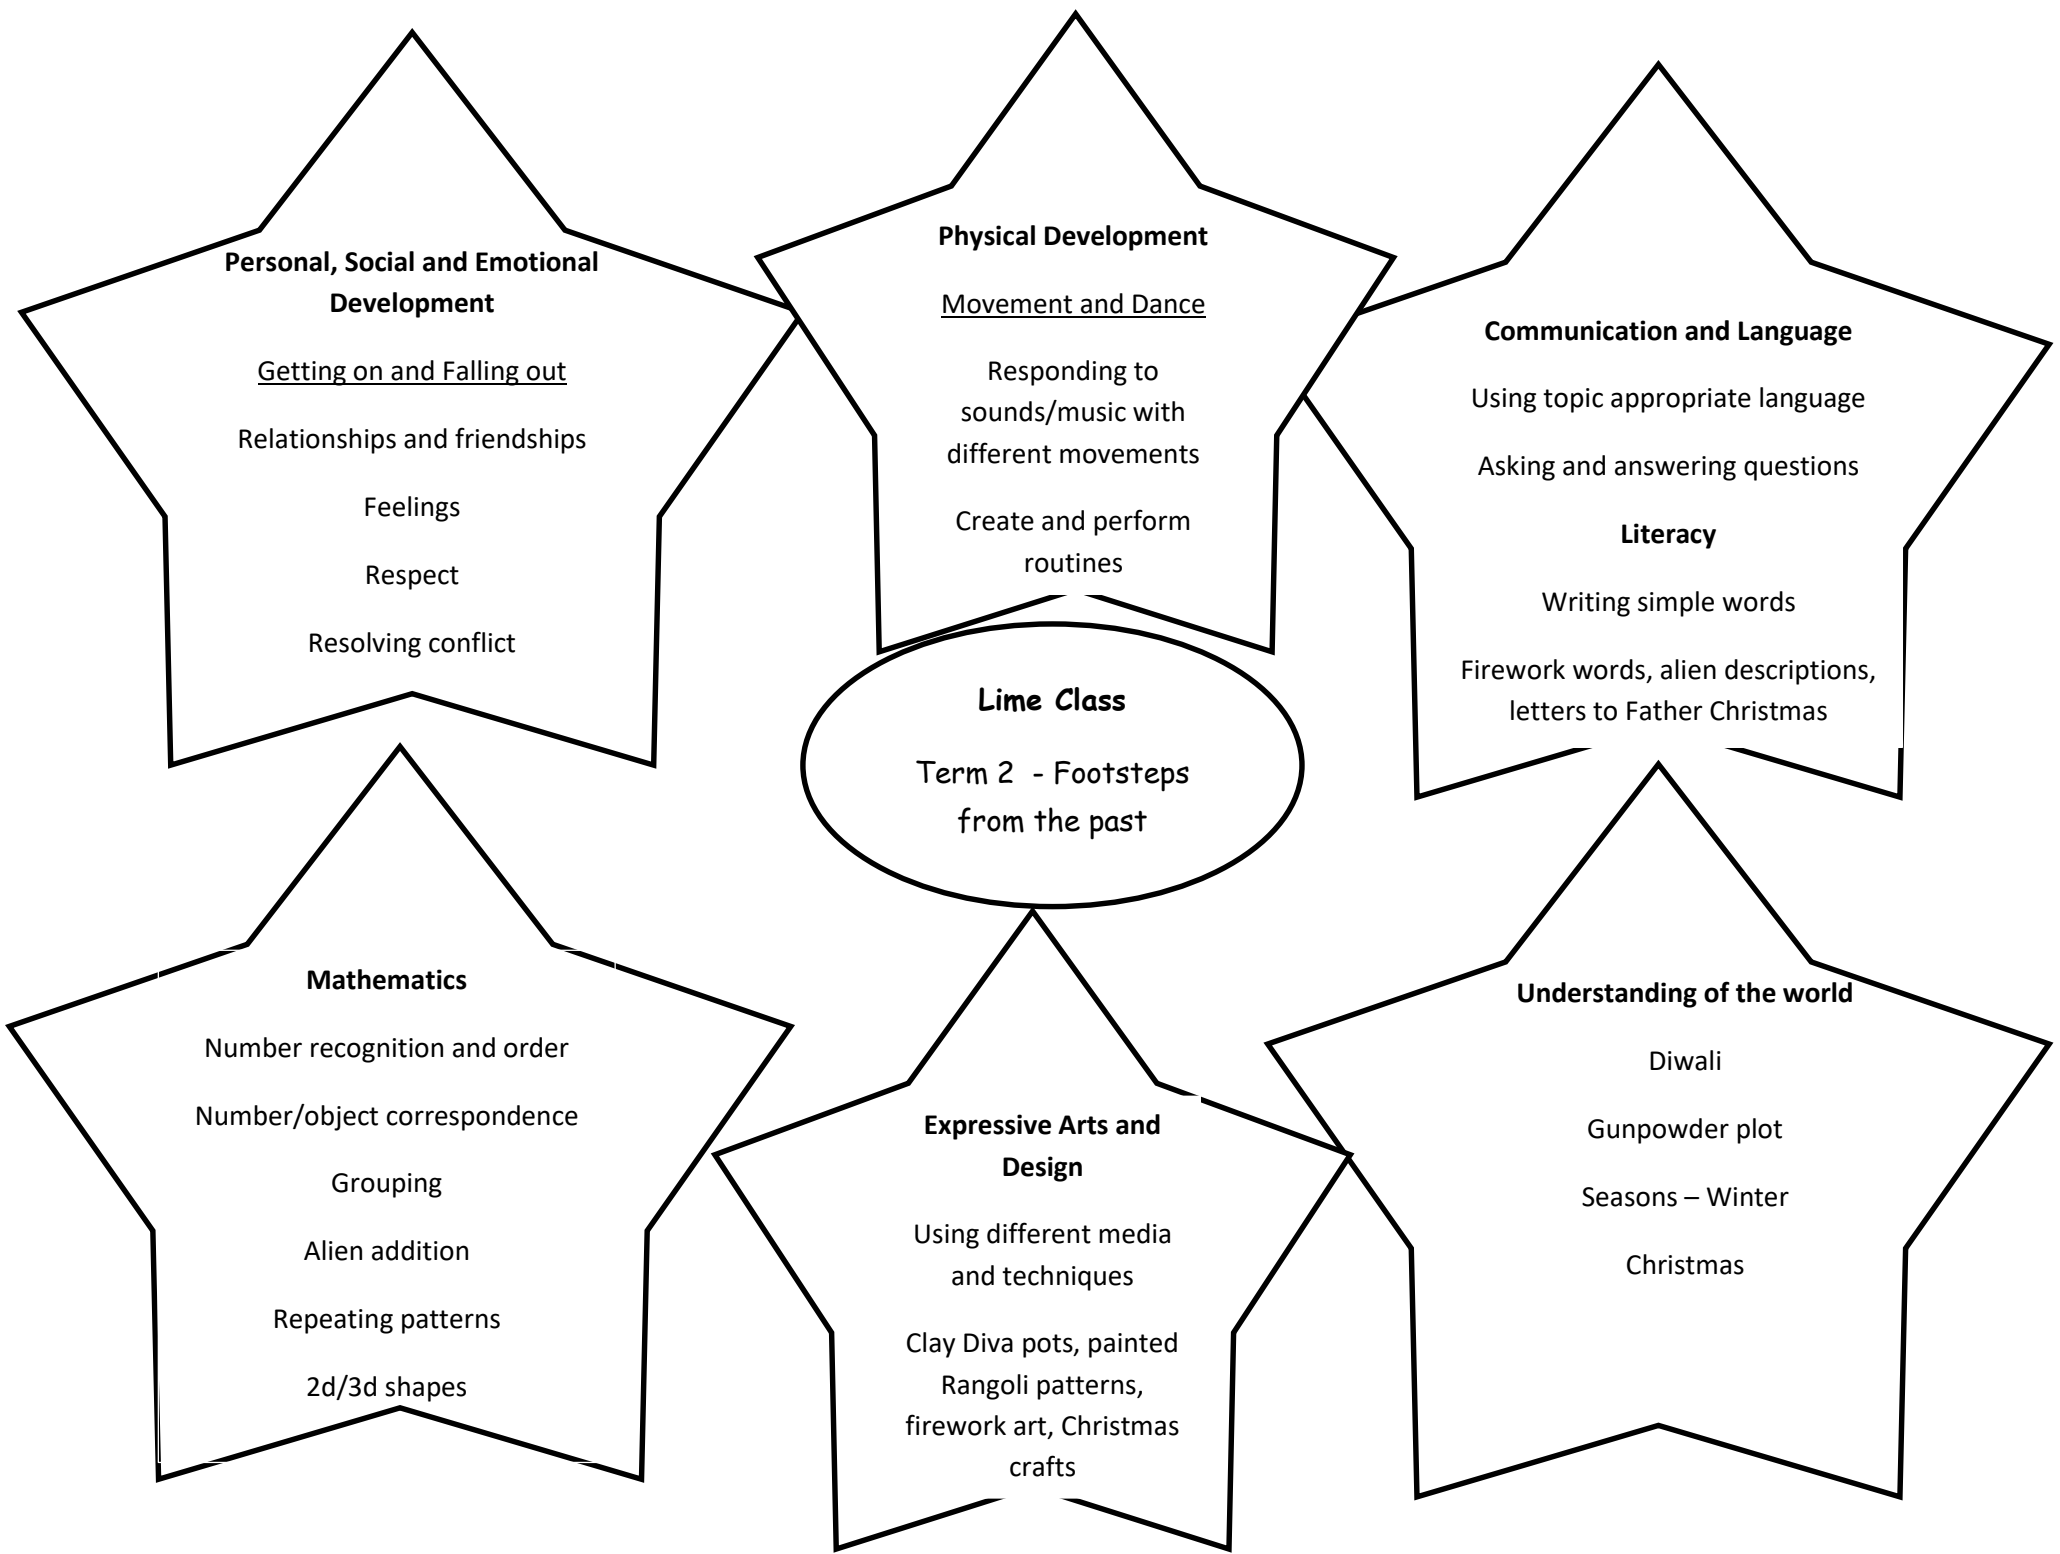 Personal, Social and Emotional
Development
Getting on and Falling out
Relationships and friendships
Feelings
Respect
Resolving conflict
Physical Development
Movement and Dance
Responding to
sounds/music with
different movements
Create and perform
routines
Communication and Language
Using topic appropriate language
Asking and answering questions
Literacy
Writing simple words
Firework words, alien descriptions,
letters to Father Christmas
Lime Class
Term 2 - Footsteps
from the past
Mathematics
Number recognition and order
Number/object correspondence
Grouping
Alien addition
Repeating patterns
2d/3d shapes
Expressive Arts and
Design
Using different media
and techniques
Clay Diva pots, painted
Rangoli patterns,
firework art, Christmas
crafts
Understanding of the world
Diwali
Gunpowder plot
Seasons – Winter
Christmas